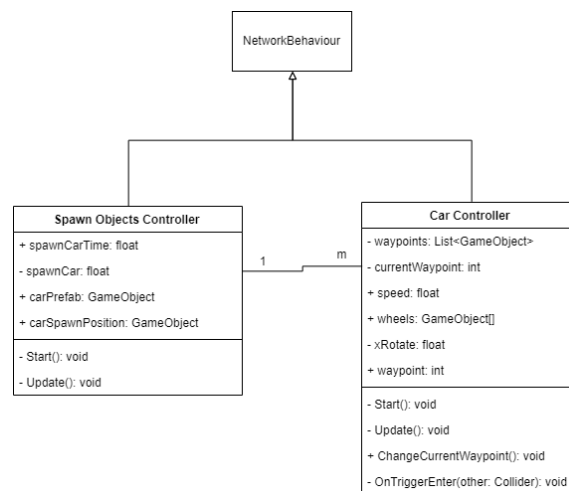 NetworkBehaviour
Spawn Objects Controller
+ spawnCarTime: float
- spawnCar: float
+ carPrefab: GameObject
+ carSpawnPosition: GameObject
- Start(): void
- Update(): void
1
m
Car Controller
- waypoints: List<GameObject>
- currentWaypoint: int
+ speed: float
+ wheels: GameObject[]
- xRotate: float
+ waypoint: int
- Start(): void
- Update(): void
+ ChangeCurrentWaypoint(): void
- OnTriggerEnter(other: Collider): void